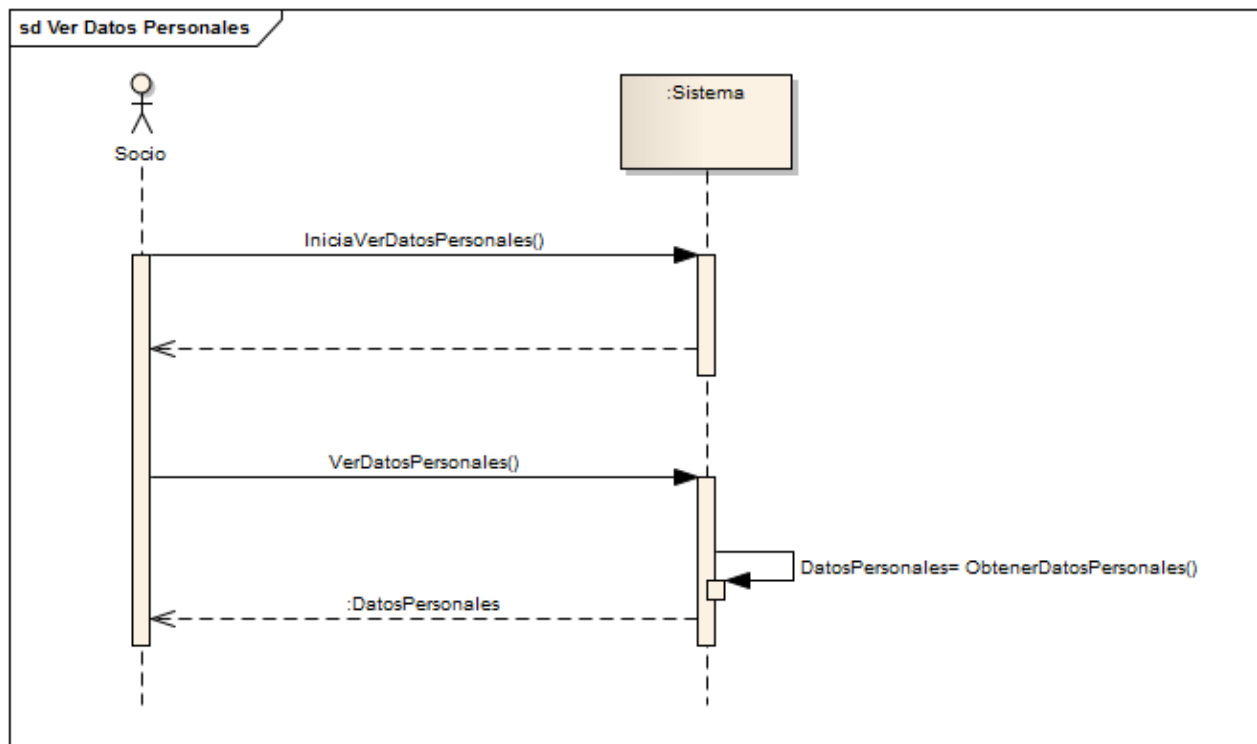 sd Ver Datos Personales
:Sistema
Socio
IniciaVerDatosPersonales()
VerDatosPersonales()
DatosPersonales= ObtenerDatosPersonales()
:DatosPersonales